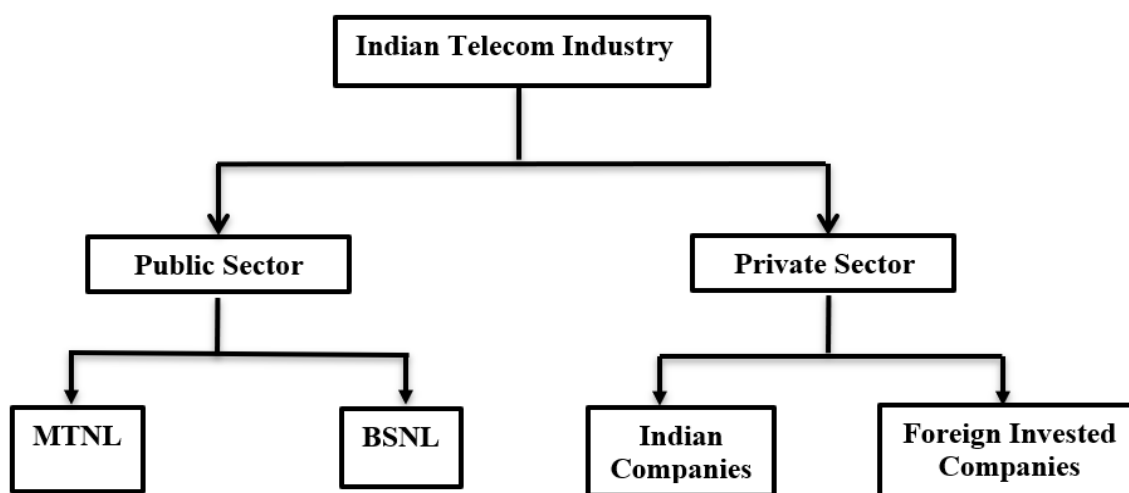 Indian Telecom Industry
Public Sector
Private Sector
MTNL
BSNL
Indian
Companies
Foreign Invested
Companies